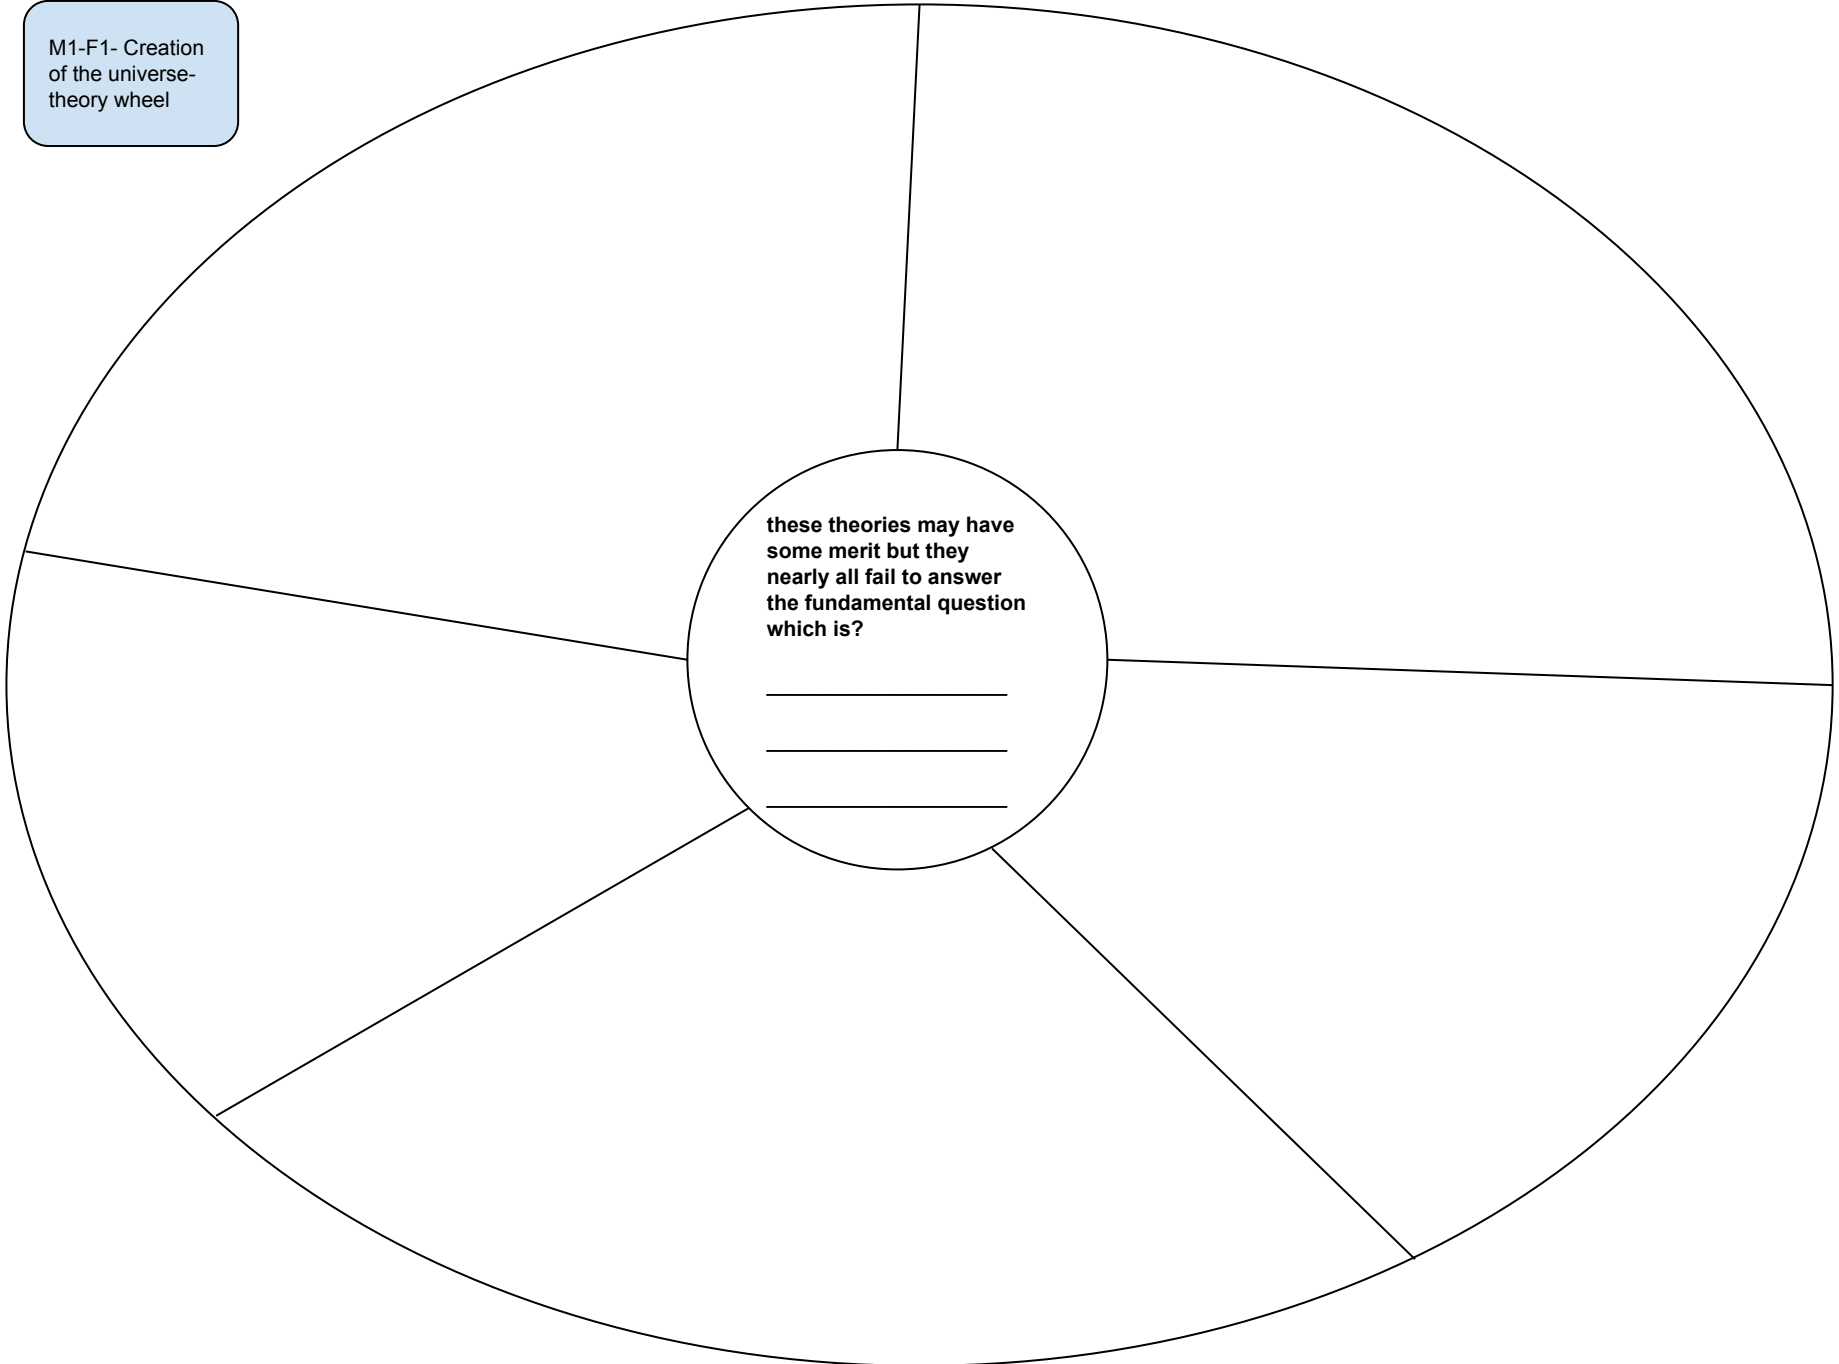 M1-F1- Creation
of the universe-
theory wheel
these theories may have
some merit but they
nearly all fail to answer
the fundamental question
which is?